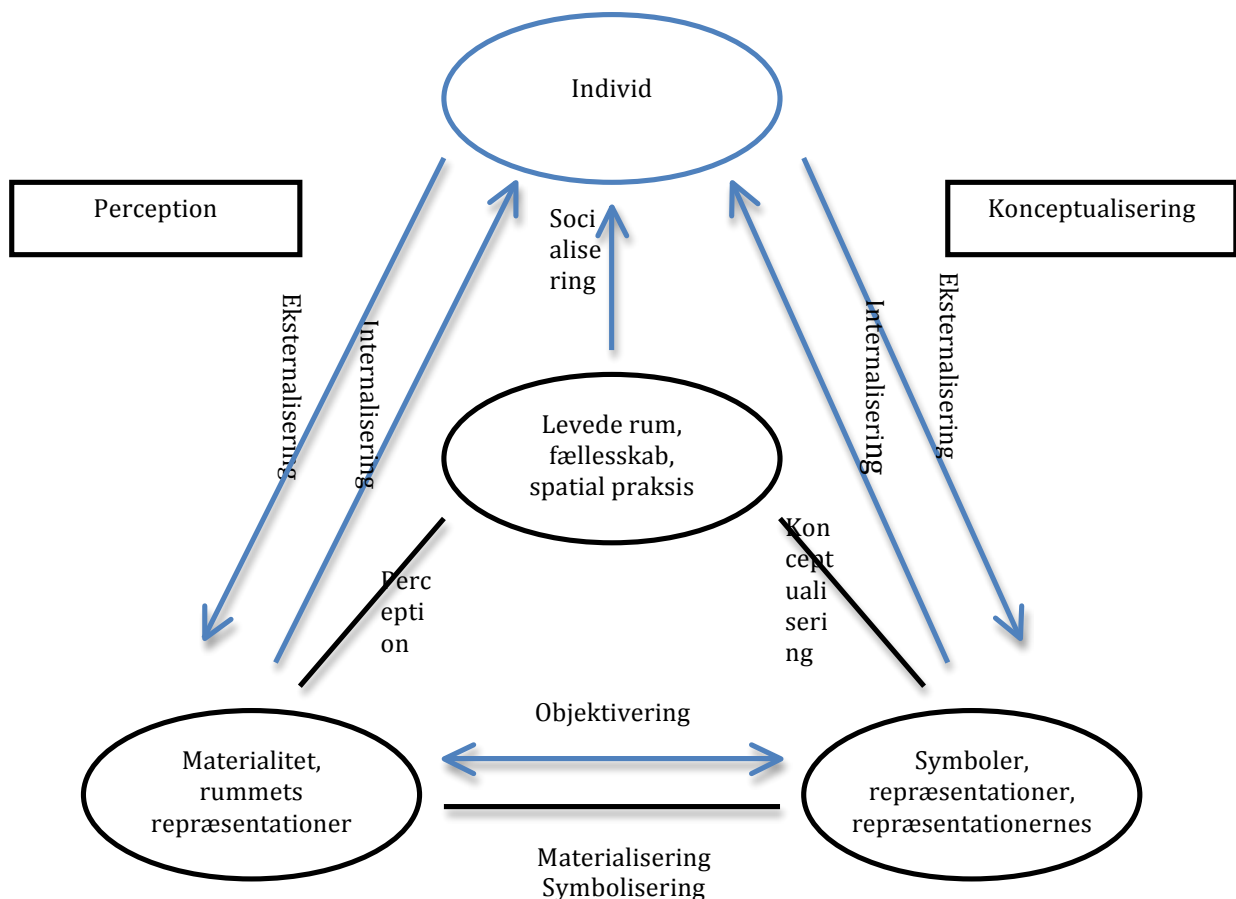 Individ
Perception
Konceptualisering
Soci
alise
ring
Eksternalisering
Internalisering
Internalisering
Eksternalisering
Levede rum,
fællesskab,
spatial praksis
Perc
epti
on
Kon
cept
uali
seri
ng
Objektivering
Materialitet,
rummets
repræsentationer
Symboler,
repræsentationer,
repræsentationernes
Materialisering
Symbolisering